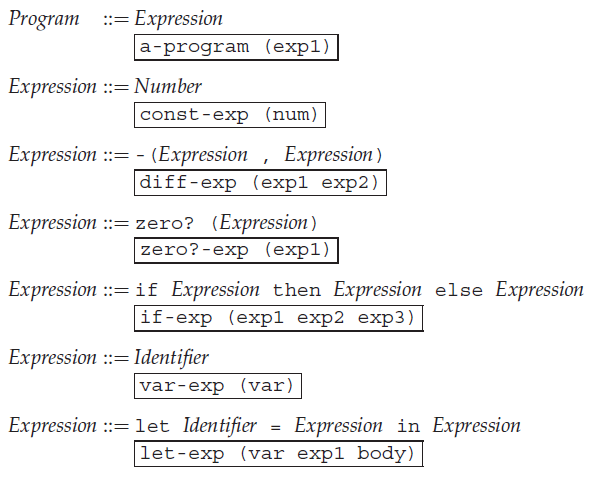 Program ::= Expression
a-program (exp1)
Expression ::= Number
const-exp (num)
Expression ::= -(Expression , Expression)
diff-exp (exp1 exp2)
Expression ::= zero? (Expression)
zero?-exp (exp1)
Expression ::= if Expression then Expression else Expression
if-exp (exp1 exp2 exp3)
Expression ::= Identifier
var-exp (var)
Expression ::= let Identifier = Expression in Expression
let-exp (var exp1 body)